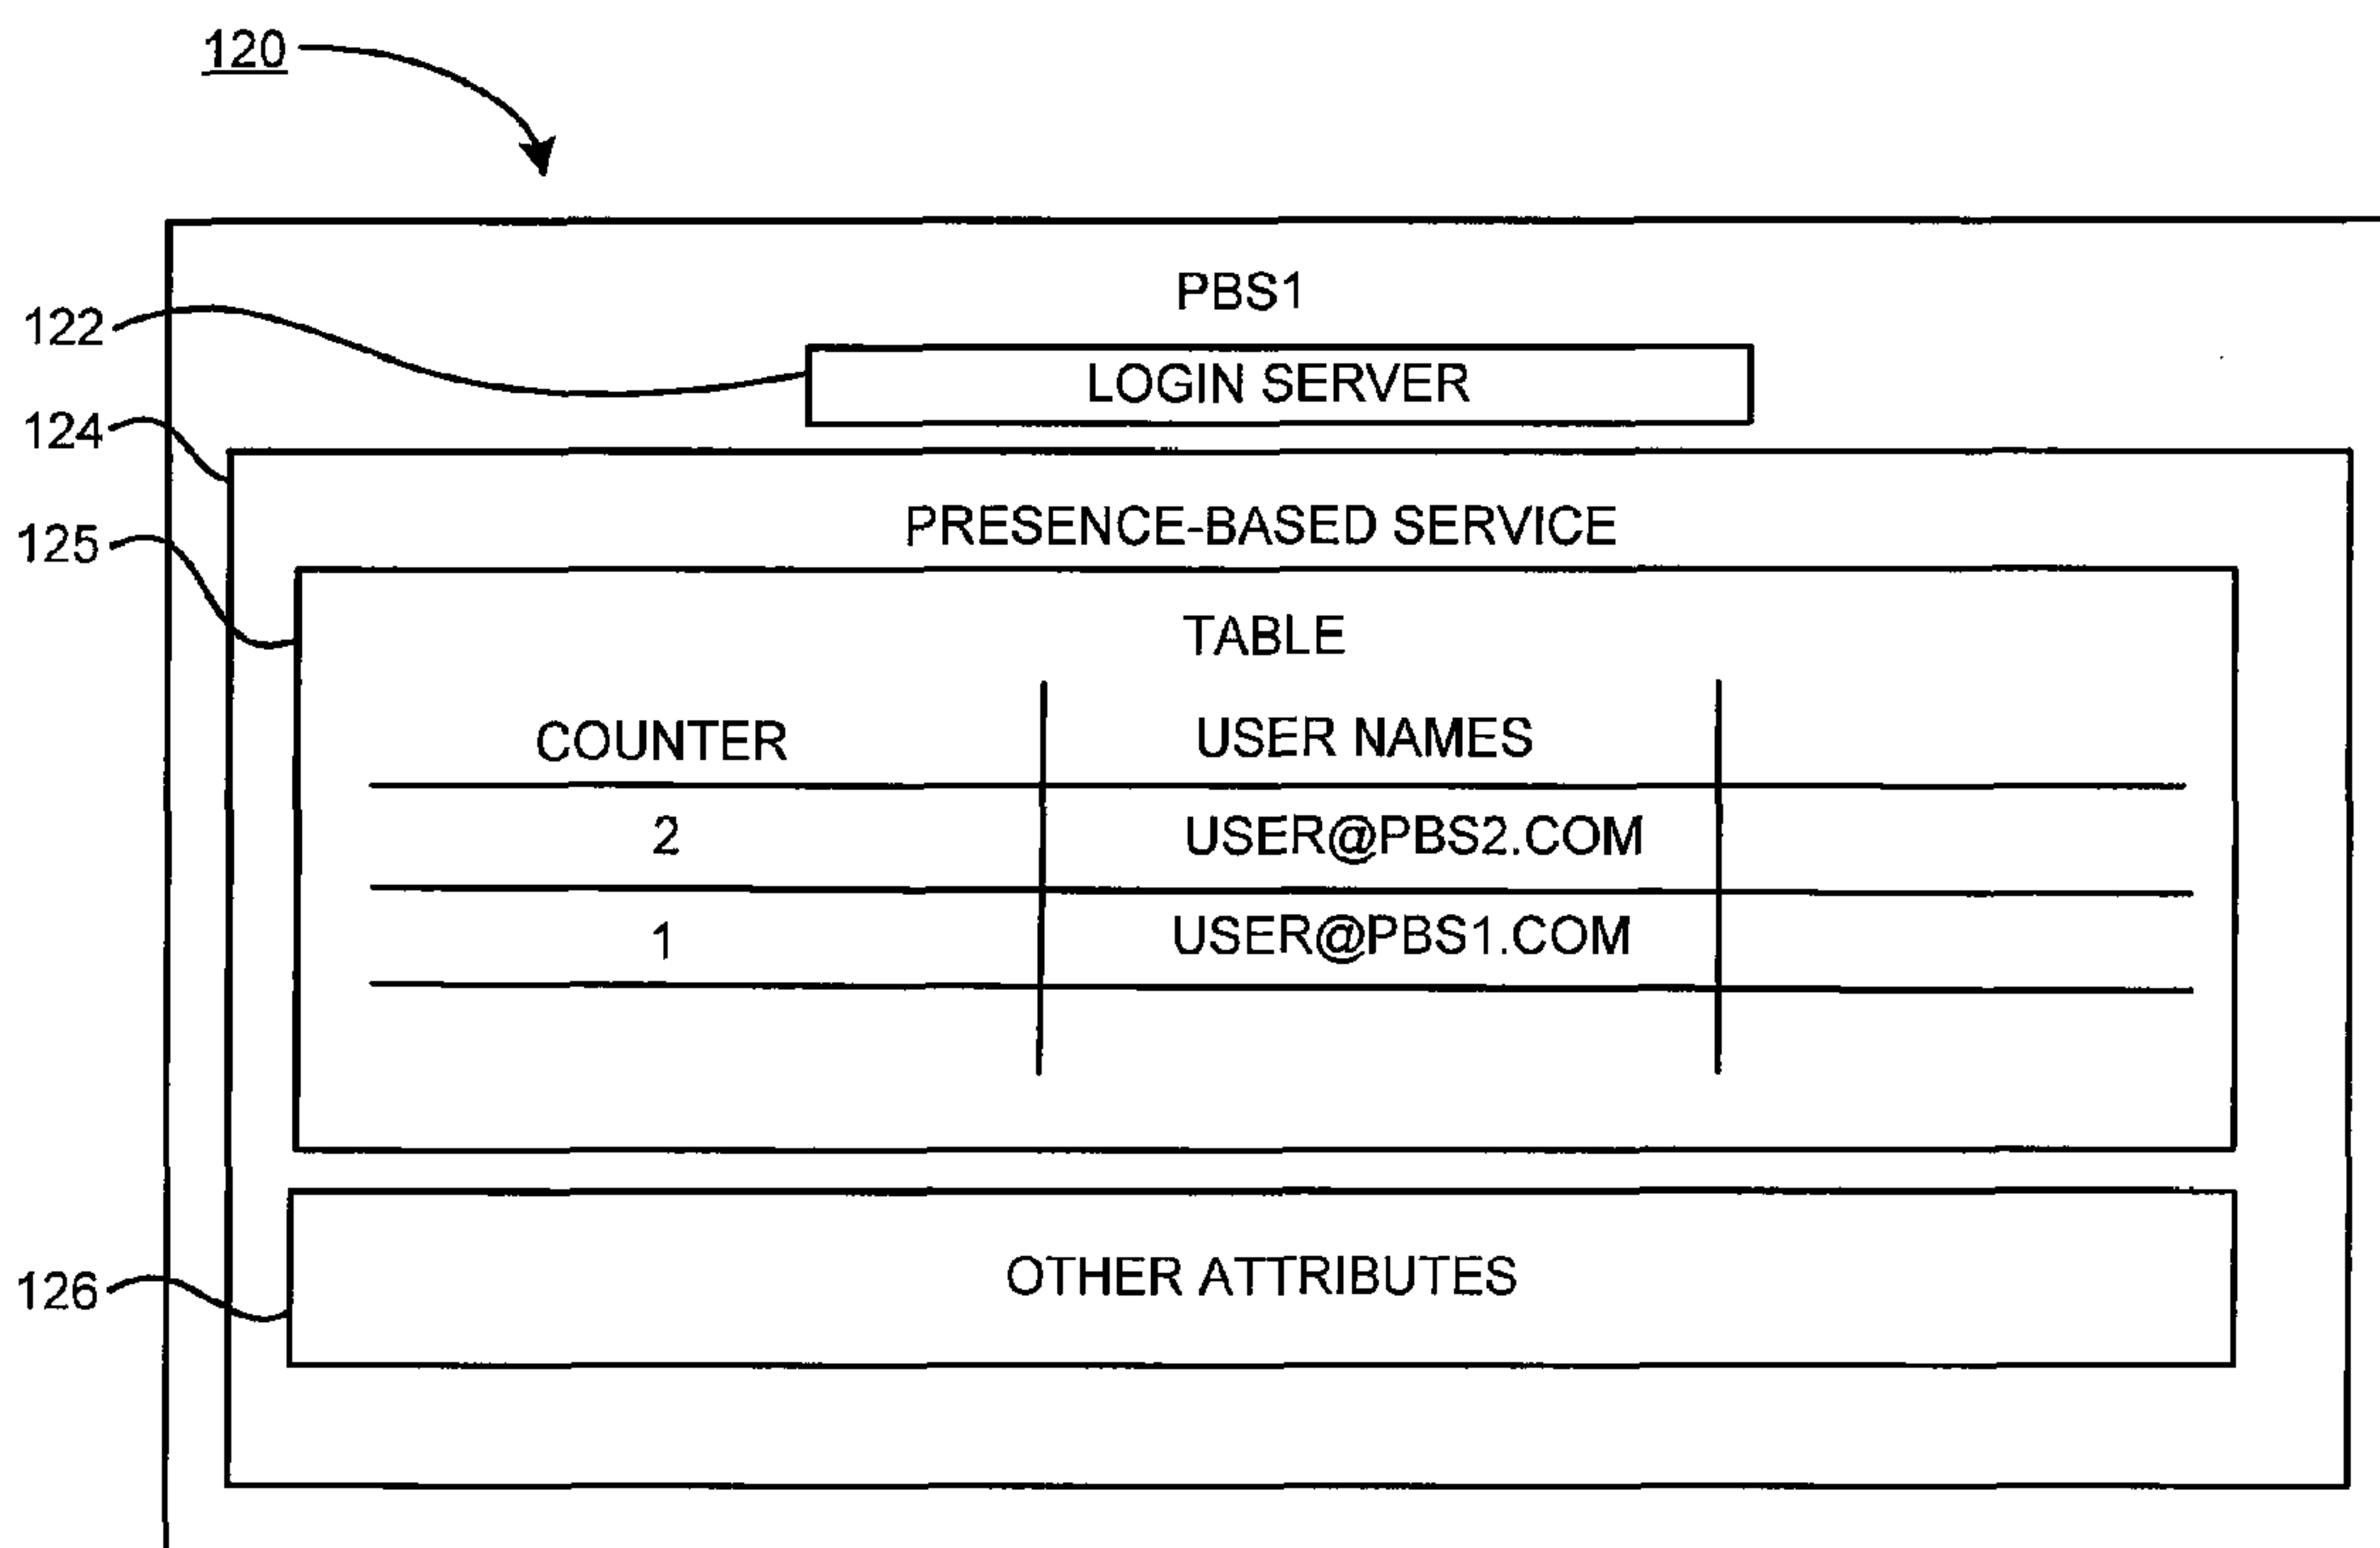 120
PBS1
122
LOGIN SERVER
124
PRESENCE-BASED SERVICE
125
TABLE
COUNTER USER NAMES
2 USER@PBS2.COM
1 USER@PBS1.COM
126
OTHER ATTRIBUTES